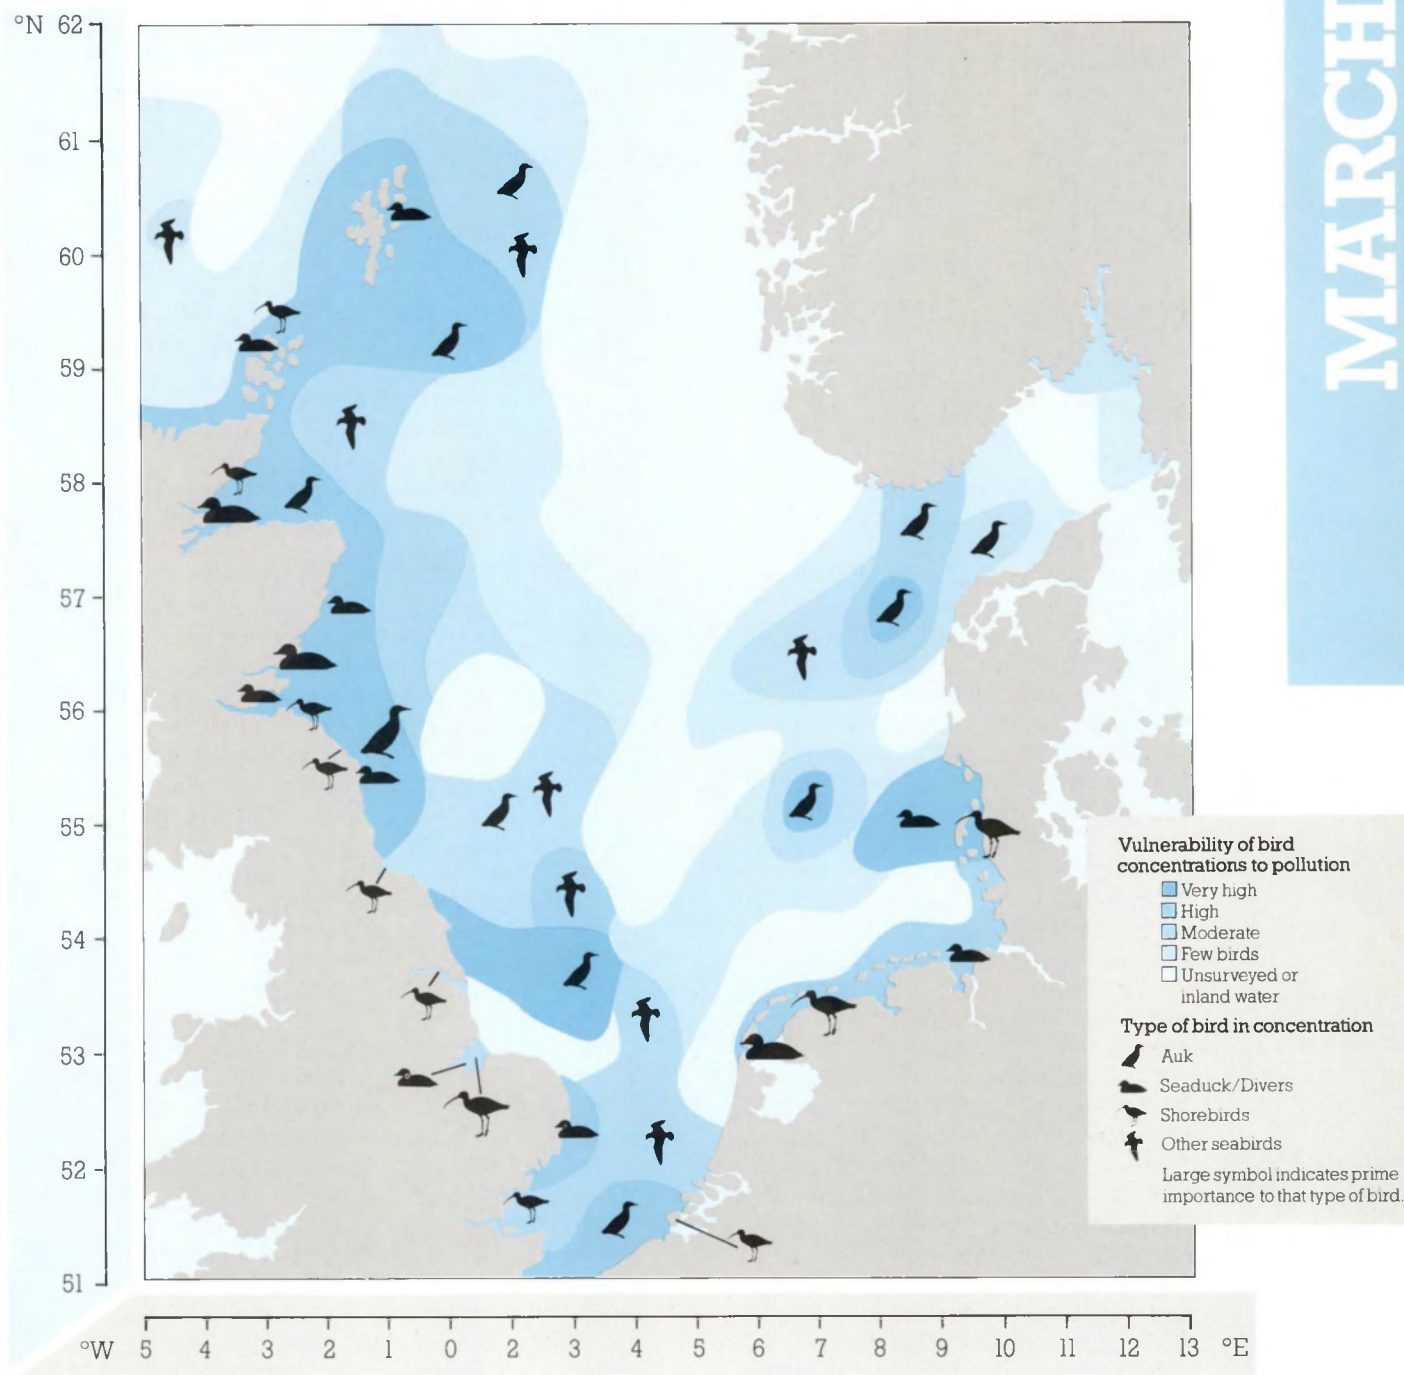 °N 62
61
60
59
58
57
56
55
54
53
52
51
MARCH
Vulnerability of bird
concentrations to pollution
Very high
High
Moderate
Few birds
Unsurveyed or
inland water
Type of bird in concentration
Auk
Seaduck/Divers
Shorebirds
Other seabirds
Large symbol indicates prime
importance to that type of bird.
°W 5 4 3 2 1 0 2 3 4 5 6 7 8 9 10 11 12 13 °E